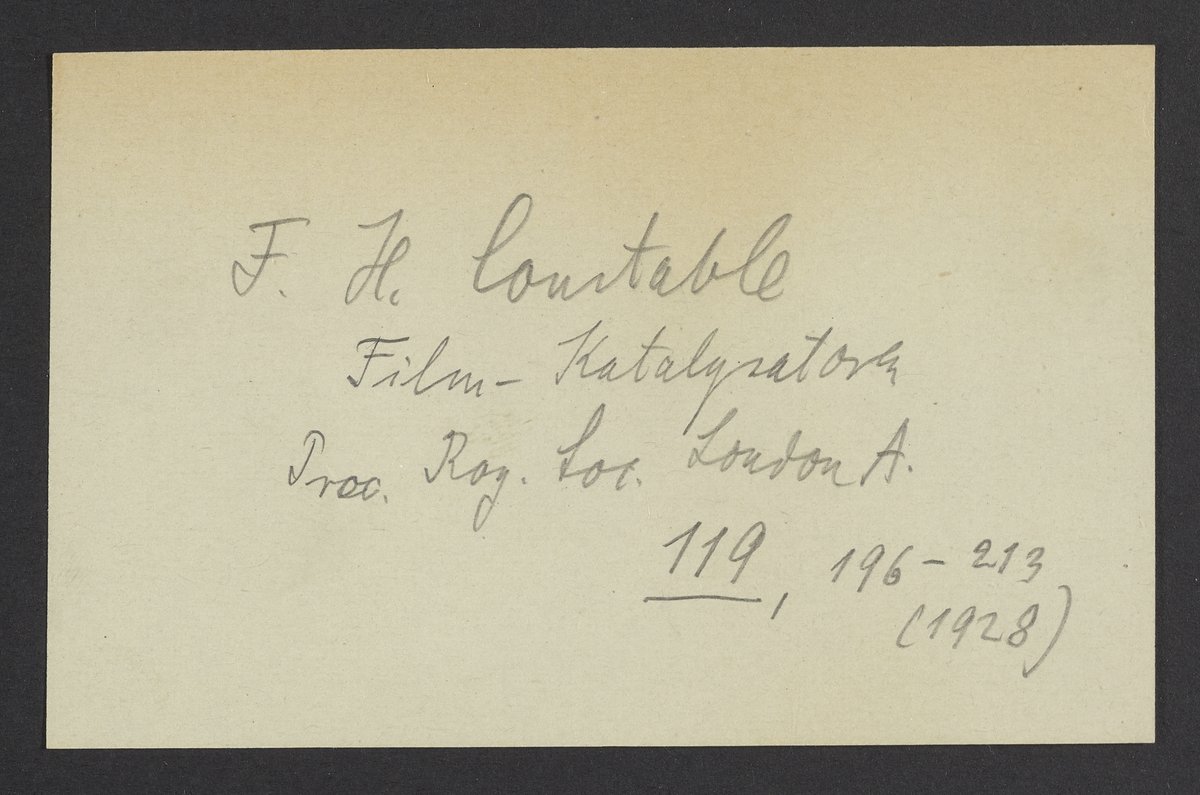 F. H. Constable
Film-Katalysatoren
Proc. Roy. Soc. London A.
119, 196-213
(1928)